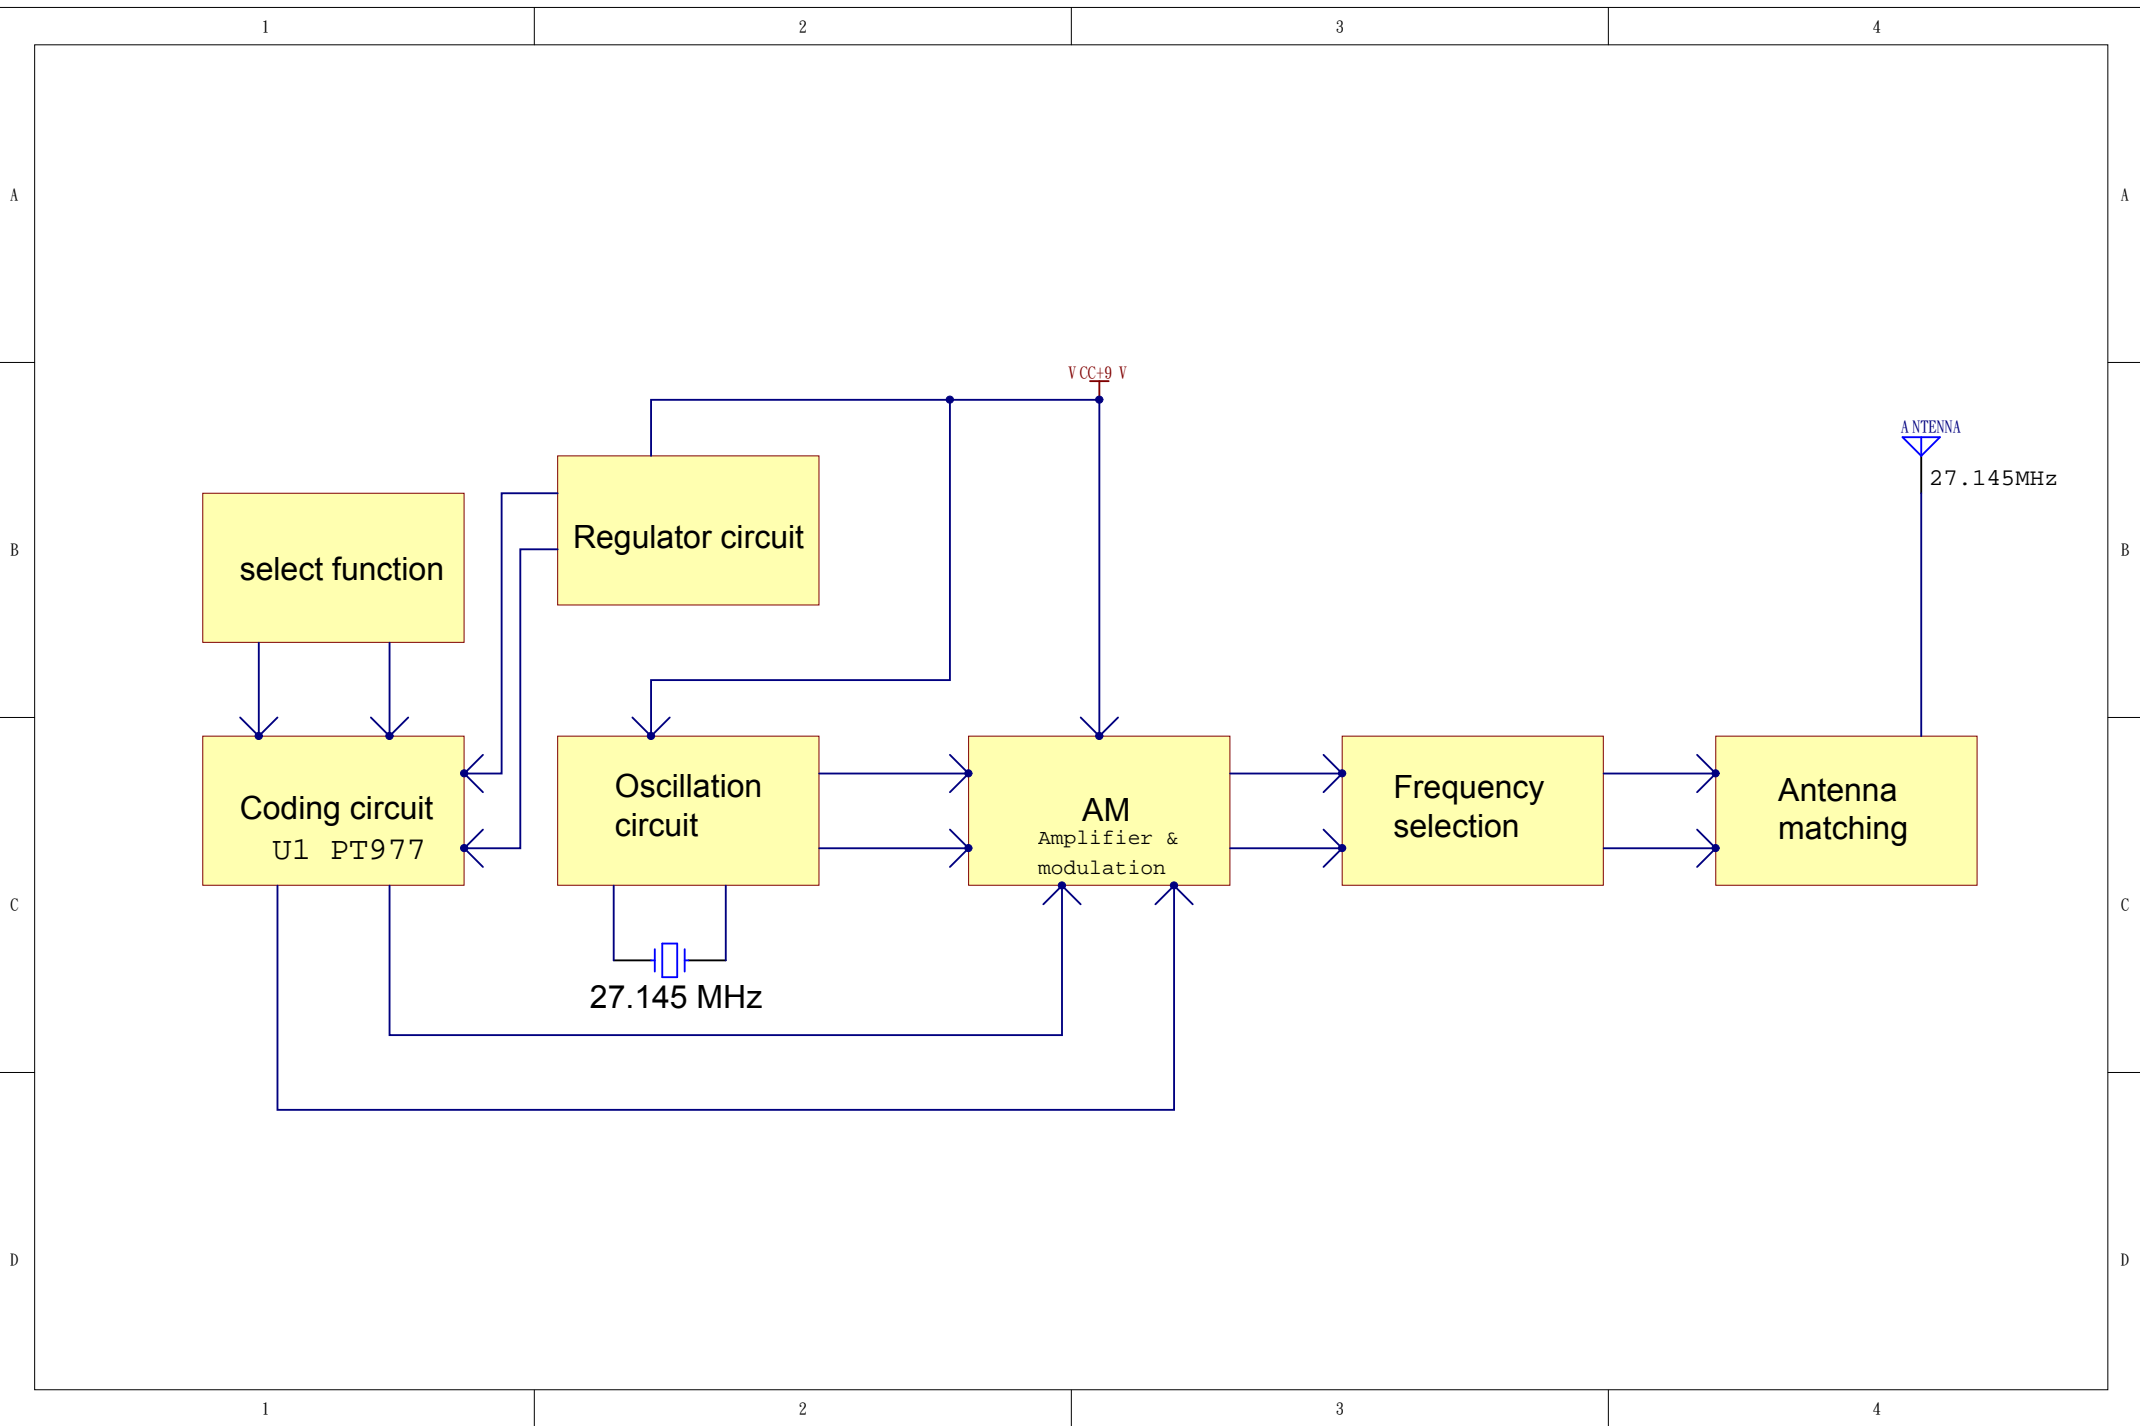 1 2 3 4
A A
VCC+9 V
ANTENNA
27.145MHz
Regulator circuit
B B
select function
Oscillation
circuit
Coding circuit
U1 PT977
AM
Amplifier &
modulation
Frequency
selection
Antenna
matching
C C
27.145 MHz
D D
1 2 3 4